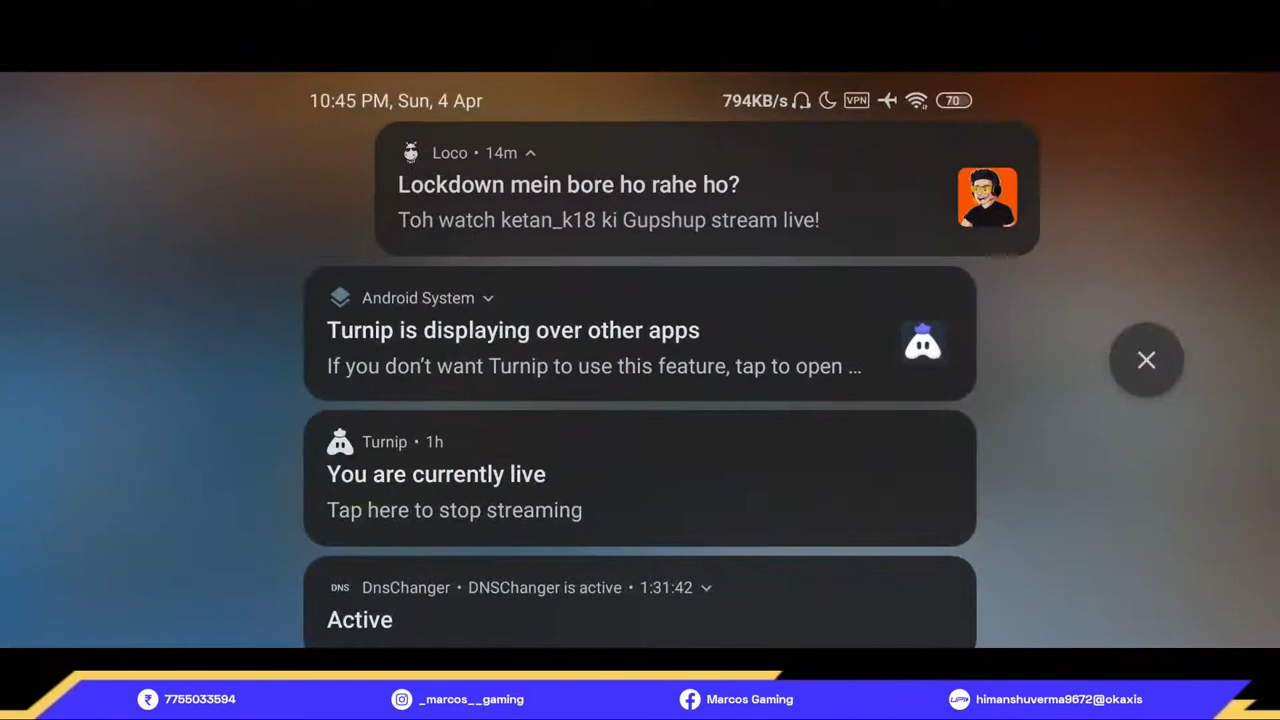 10:45 PM, Sun, 4 Apr 794KB/s VPN 70
Loco • 14m
Lockdown mein bore ho rahe ho?
Toh watch ketan_k18 ki Gupshup stream live!
Android System
Turnip is displaying over other apps
If you don't want Turnip to use this feature, tap to open ...
Turnip • 1h
You are currently live
Tap here to stop streaming
DNS DnsChanger • DNSChanger is active • 1:31:42
Active
₹ 7755033594 _marcos__gaming Marcos Gaming UPI himanshuverma9672@okaxis